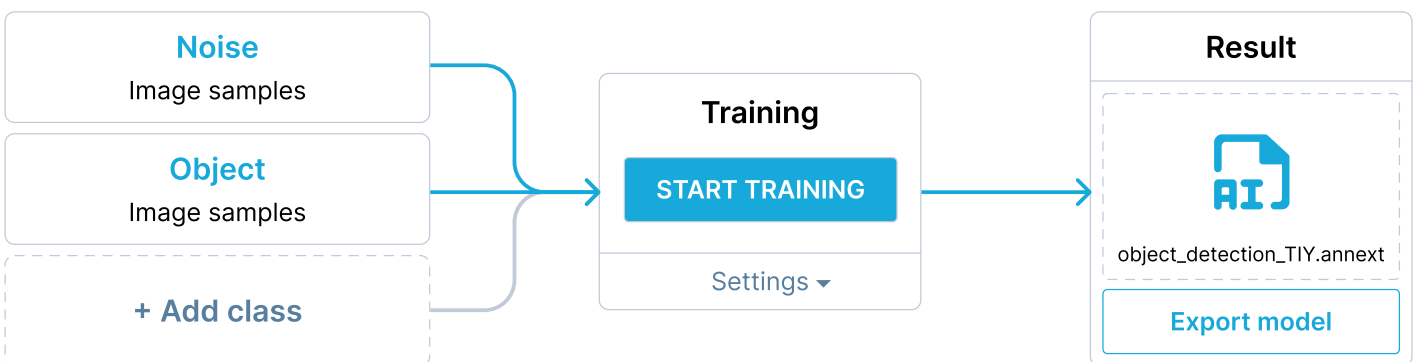 Noise
Image samples
Object
Image samples
+ Add class
Training
START TRAINING
Settings
Result
AI
object_detection_TIY.annext
Export model